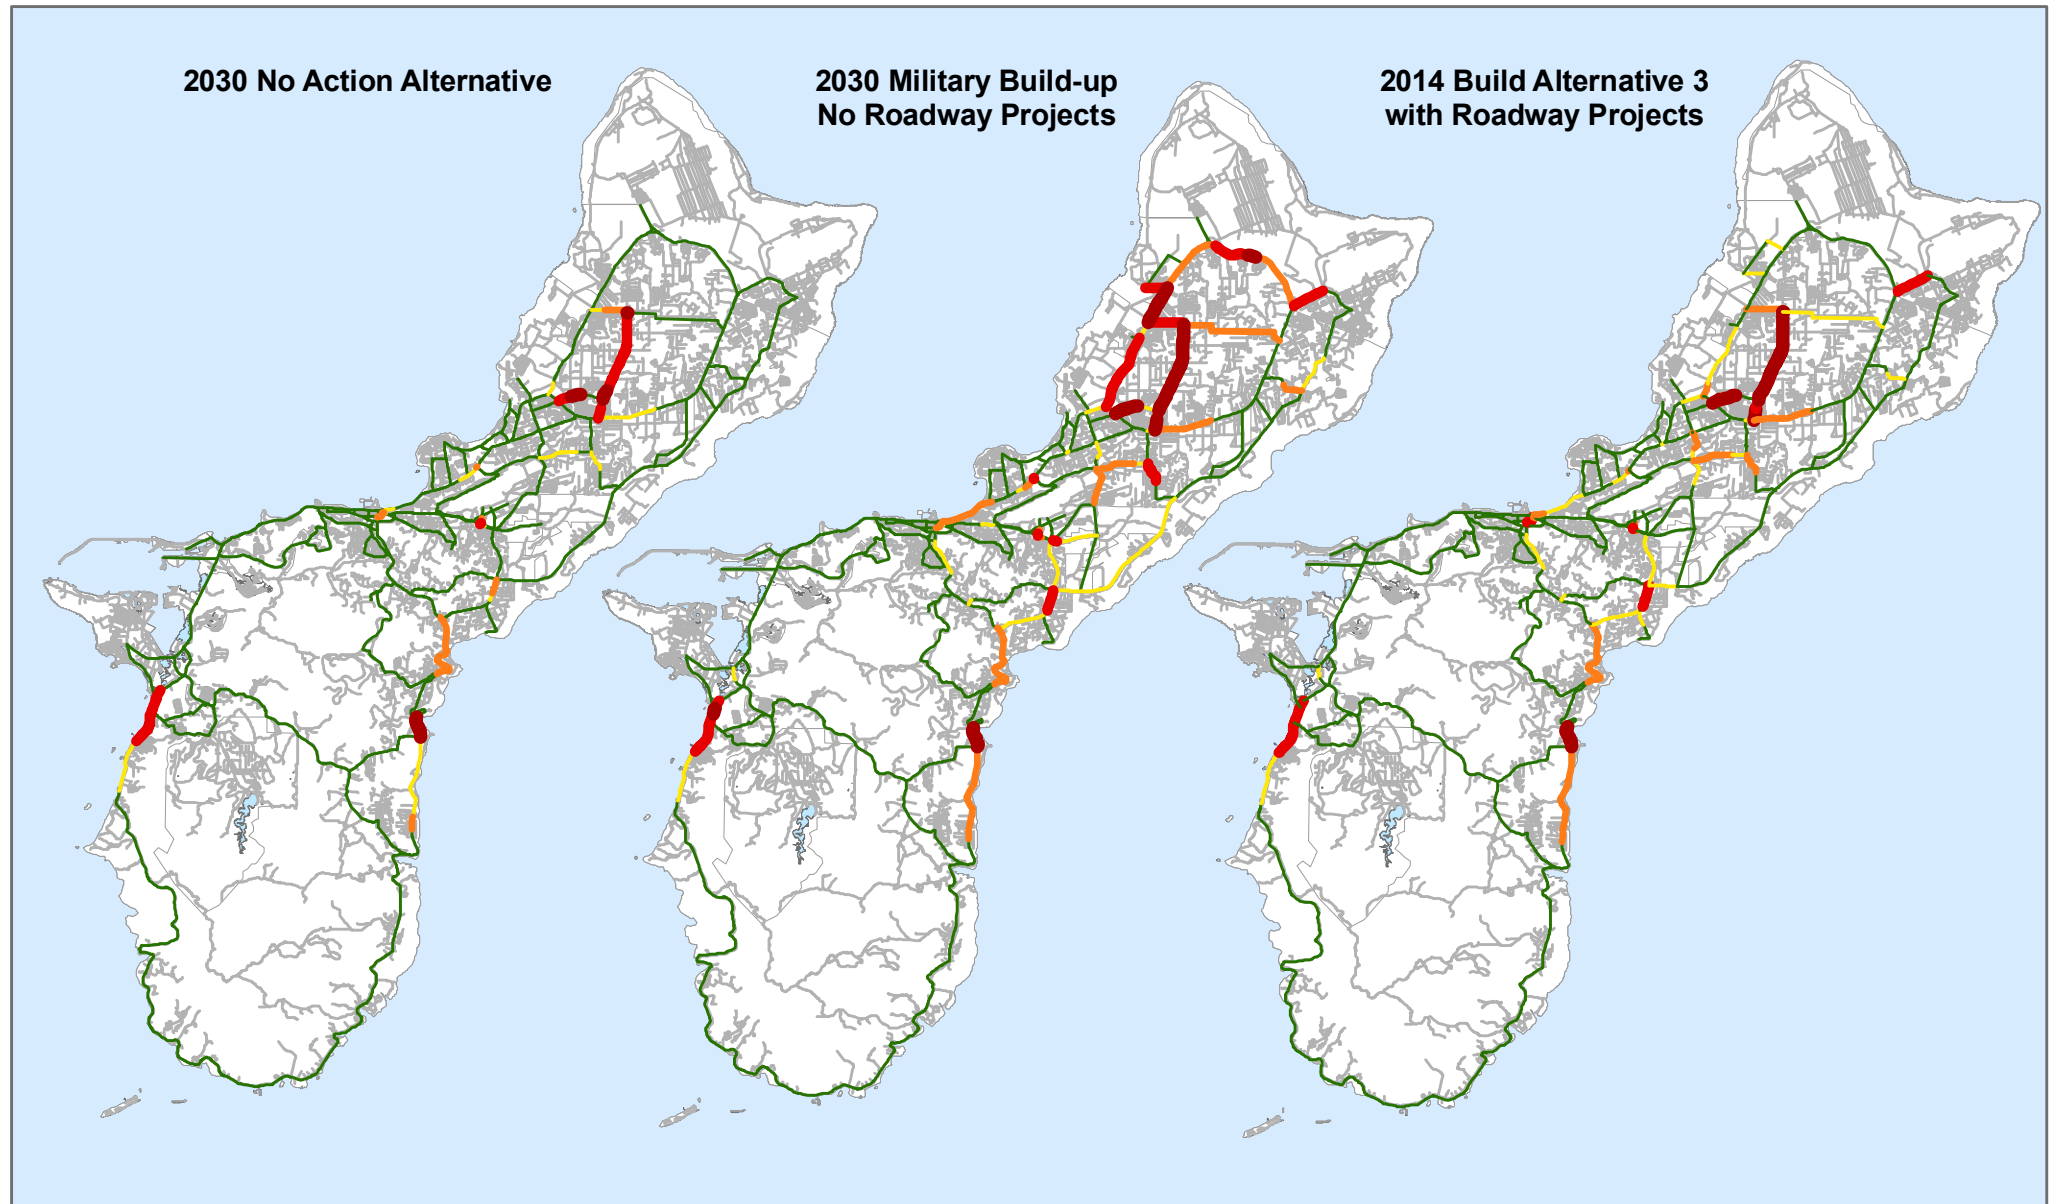 2030 No Action Alternative
2030 Military Build-up
No Roadway Projects
2014 Build Alternative 3
with Roadway Projects